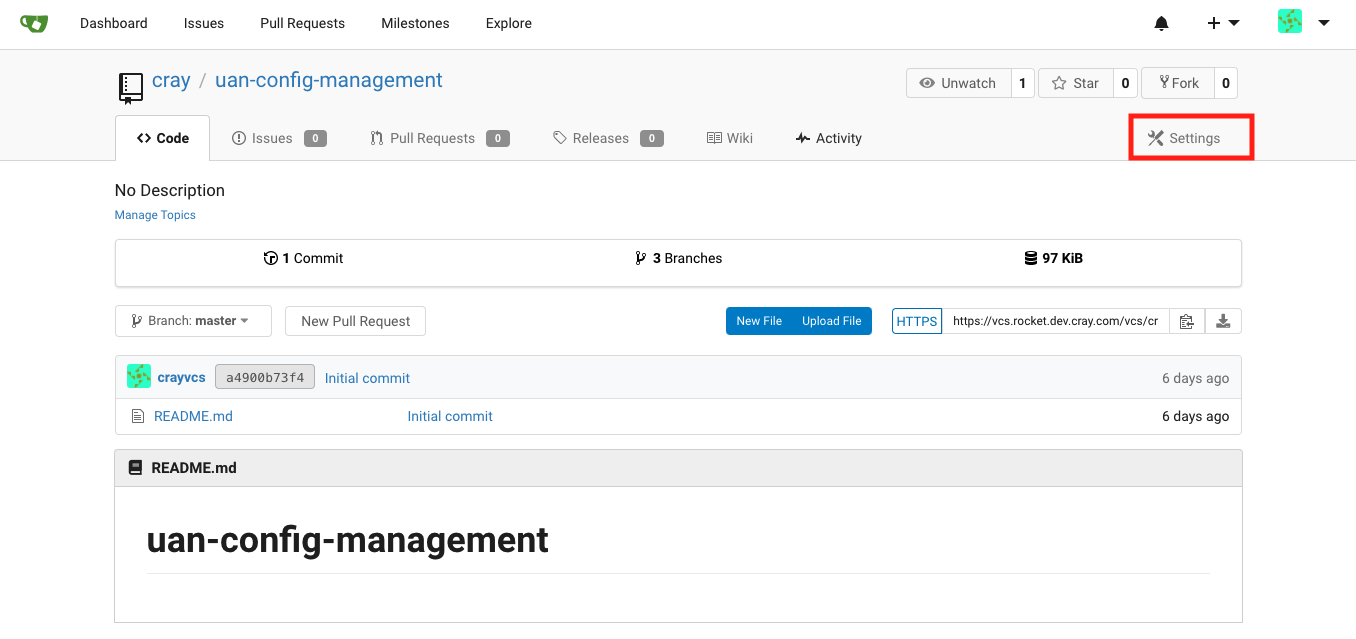 Dashboard Issues Pull Requests Milestones Explore
cray / uan-config-management
Unwatch 1 Star 0 Fork 0
Code Issues 0 Pull Requests 0 Releases 0 Wiki Activity Settings
No Description
Manage Topics
1 Commit 3 Branches 97 KiB
Branch: master New Pull Request New File Upload File HTTPS https://vcs.rocket.dev.cray.com/vcs/cr
crayvcs a4900b73f4 Initial commit 6 days ago
README.md Initial commit 6 days ago
README.md
uan-config-management